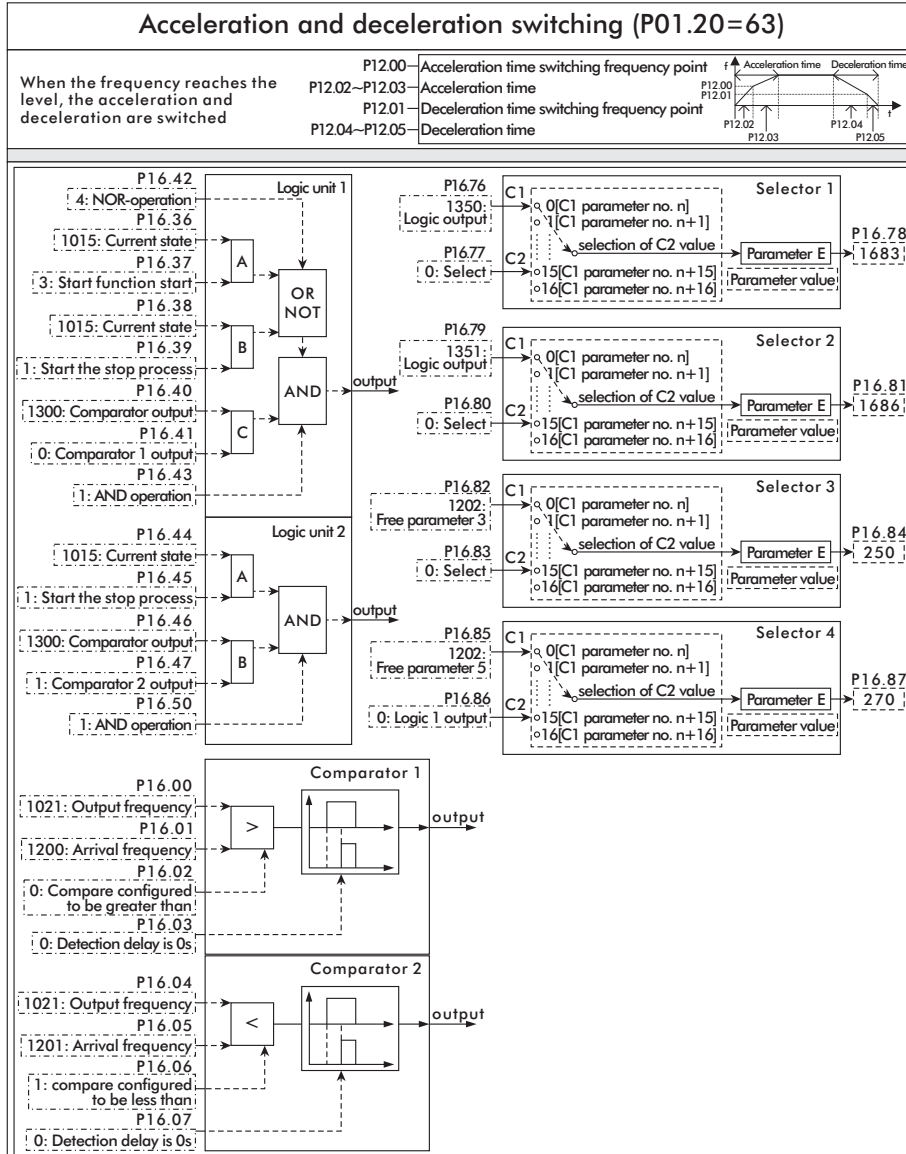 Acceleration and deceleration switching (P01.20=63)
When the frequency reaches the
level, the acceleration and
deceleration are switched
P12.00 Acceleration time switching frequency point
P12.02~P12.03 Acceleration time
P12.01 Deceleration time switching frequency point
P12.04~P12.05 Deceleration time
f Acceleration time Deceleration time
P12.00
P12.01
t
P12.02 P12.04
P12.03 P12.05
Logic unit 1
P16.42
4: NOR-operation
P16.36
1015: Current state
P16.37
3: Start function start
A
P16.38
1015: Current state
P16.39
1: Start the stop process
B
OR
NOT
P16.40
1300: Comparator output
P16.41
0: Comparator 1 output
C
AND
output
P16.43
1: AND operation
Logic unit 2
P16.44
1015: Current state
P16.45
1: Start the stop process
A
P16.46
1300: Comparator output
P16.47
1: Comparator 2 output
B
AND
output
P16.50
1: AND operation
Selector 1
P16.76
1350:
Logic output
C1
P16.77
0: Select
C2
0[C1 parameter no. n]
1[C1 parameter no. n+1]
selection of C2 value
15[C1 parameter no. n+15]
16[C1 parameter no. n+16]
Parameter E
Parameter value
P16.78
1683
Selector 2
P16.79
1351:
Logic output
C1
P16.80
0: Select
C2
0[C1 parameter no. n]
1[C1 parameter no. n+1]
selection of C2 value
15[C1 parameter no. n+15]
16[C1 parameter no. n+16]
Parameter E
Parameter value
P16.81
1686
Selector 3
P16.82
1202:
Free parameter 3
C1
P16.83
0: Select
C2
0[C1 parameter no. n]
1[C1 parameter no. n+1]
selection of C2 value
15[C1 parameter no. n+15]
16[C1 parameter no. n+16]
Parameter E
Parameter value
P16.84
250
Selector 4
P16.85
1202:
Free parameter 5
C1
P16.86
0: Logic 1 output
C2
0[C1 parameter no. n]
1[C1 parameter no. n+1]
selection of C2 value
15[C1 parameter no. n+15]
16[C1 parameter no. n+16]
Parameter E
Parameter value
P16.87
270
Comparator 1
P16.00
1021: Output frequency
P16.01
1200: Arrival frequency
>
output
P16.02
0: Compare configured
to be greater than
P16.03
0: Detection delay is 0s
Comparator 2
P16.04
1021: Output frequency
P16.05
1201: Arrival frequency
<
output
P16.06
1: compare configured
to be less than
P16.07
0: Detection delay is 0s